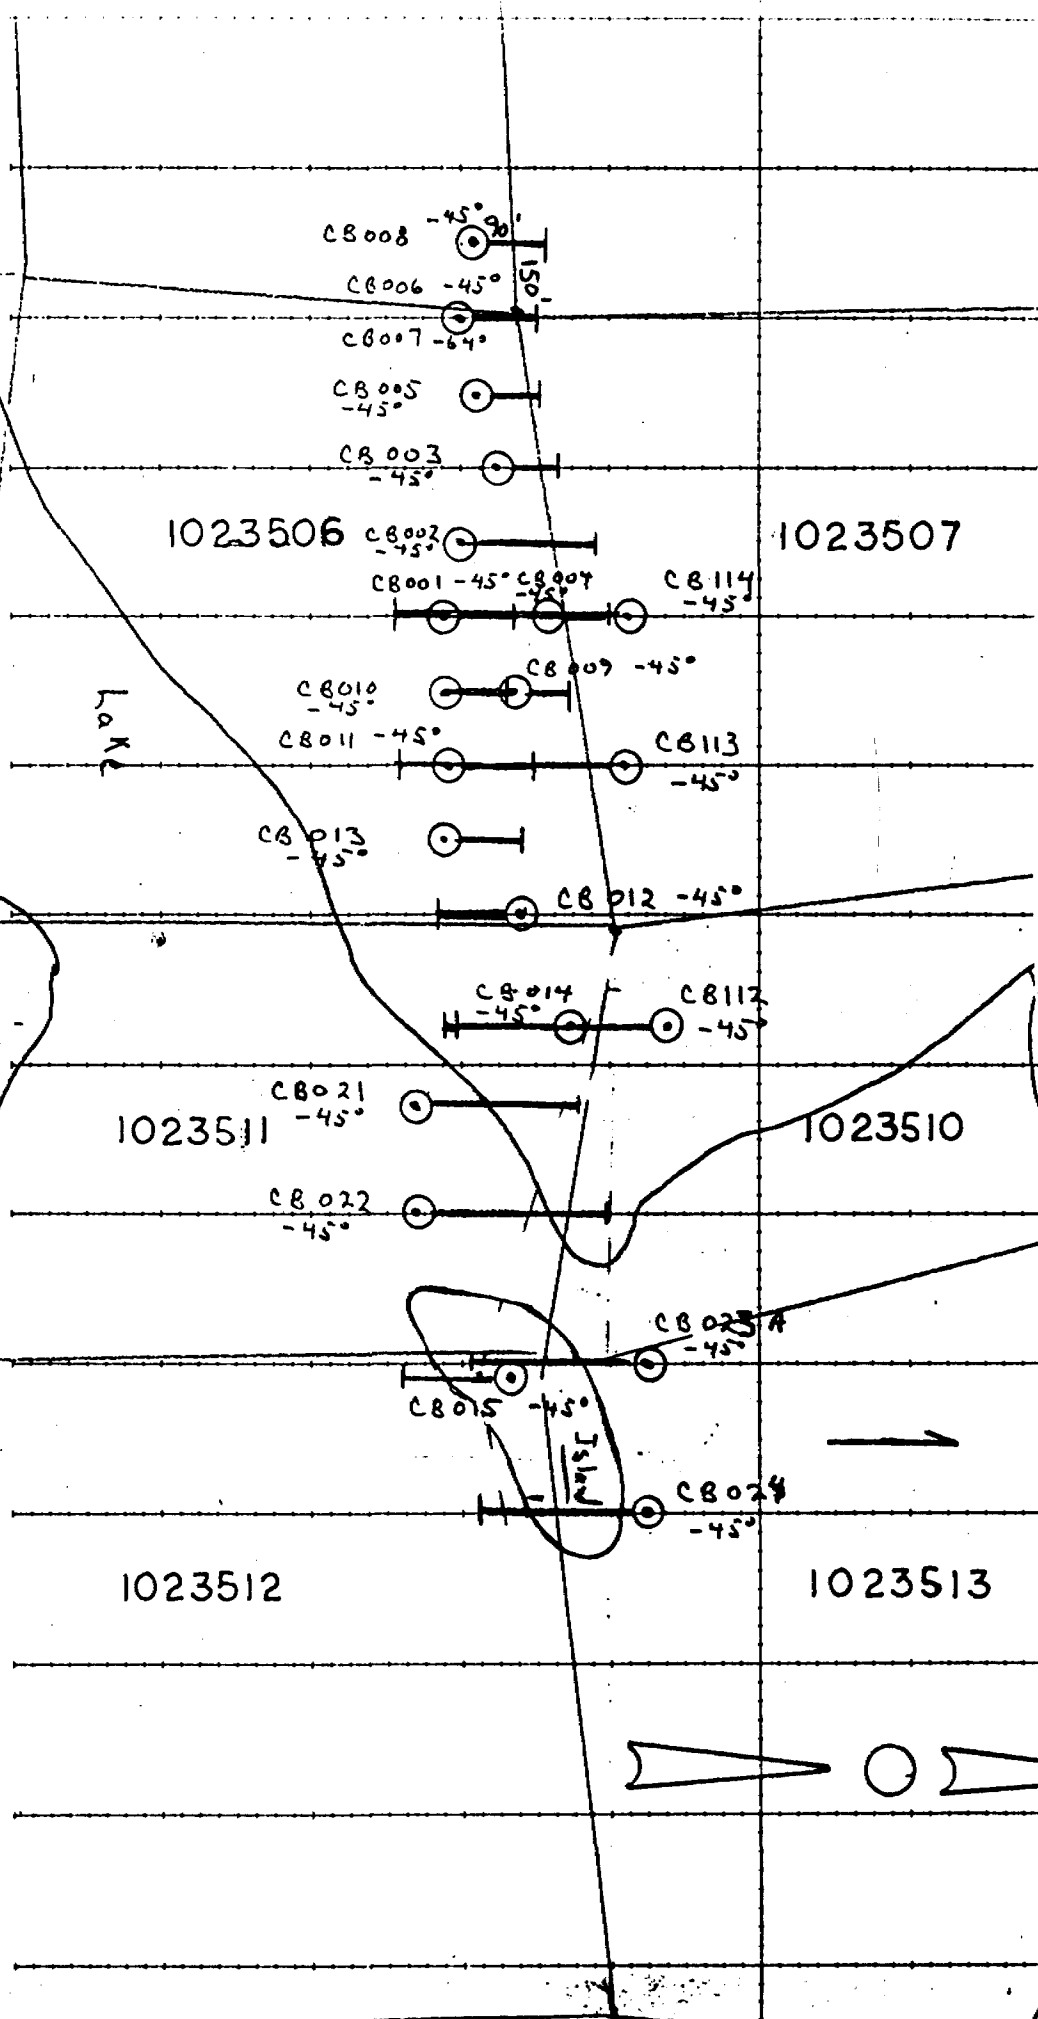 -45° 90'
CB008
150'
CB006 -45°
CB007 -64°
CB005
-45°
CB003
-45°
1023506
CB002
-45°
1023507
CB001 -45°
CB004
-45°
CB114
-45°
CB009 -45°
CB010
-45°
Lake
CB011 -45°
CB113
-45°
CB013
-45°
CB012 -45°
CB014
-45°
CB112
-45°
CB021
-45°
1023511
1023510
CB022
-45°
CB023A
-45°
CB015 -45°
Island
CB024
-45°
1023512
1023513